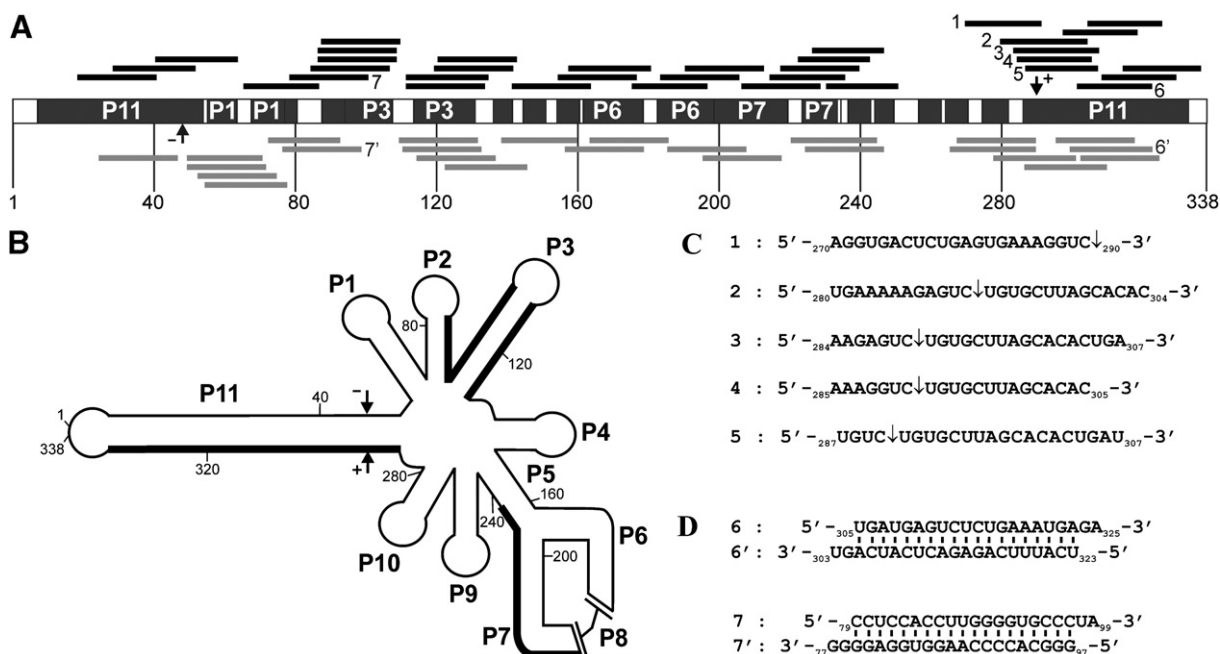 A
1
2
3
4
5
7
+
6
P11 P1 P1 P3 P3 P6 P6 P7 P7 P11
−
7'
6'
1 40 80 120 160 200 240 280 338
B
P1
P2
P3
80
120
P11
40
−
1
338
320
+
280
P4
P5
160
240
P6
200
P10
P9
P7
P8
C
1 : 5'-270AGGUGACUCUGAGUGAAAGGUC↓290-3'
2 : 5'-280UGAAAAAGAGUC↓UGUGCUUAGCACAC304-3'
3 : 5'-284AAGAGUC↓UGUGCUUAGCACACUGA307-3'
4 : 5'-285AAAGGUC↓UGUGCUUAGCACAC305-3'
5 : 5'-287UGUC↓UGUGCUUAGCACACUGAU307-3'
D
6 : 5'-305UGAUGAGUCUCUGAAAUGAGA325-3'
6': 3'-303UGACUACUCAGAGACUUUACU323-5'
7 : 5'-79CCUCCACCUUGGGGUGCCCUA99-3'
7': 3'-77GGGGAGGUGGAACCCCACGGG97-5'